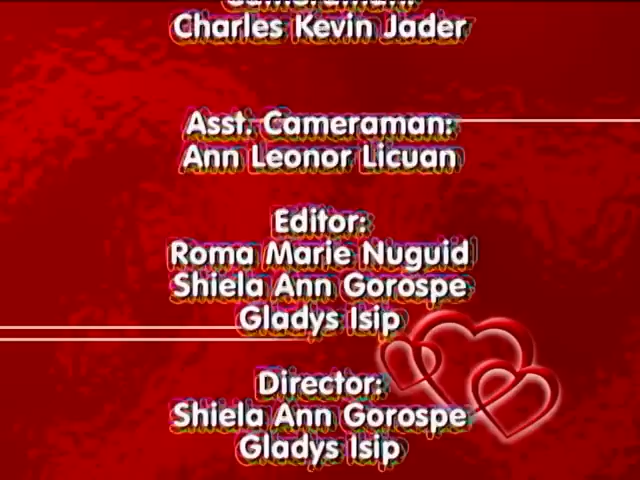 Cameraman:
Charles Kevin Jader
Asst. Cameraman:
Ann Leonor Licuan
Editor:
Roma Marie Nuguid
Shiela Ann Gorospe
Gladys Isip
Director:
Shiela Ann Gorospe
Gladys Isip